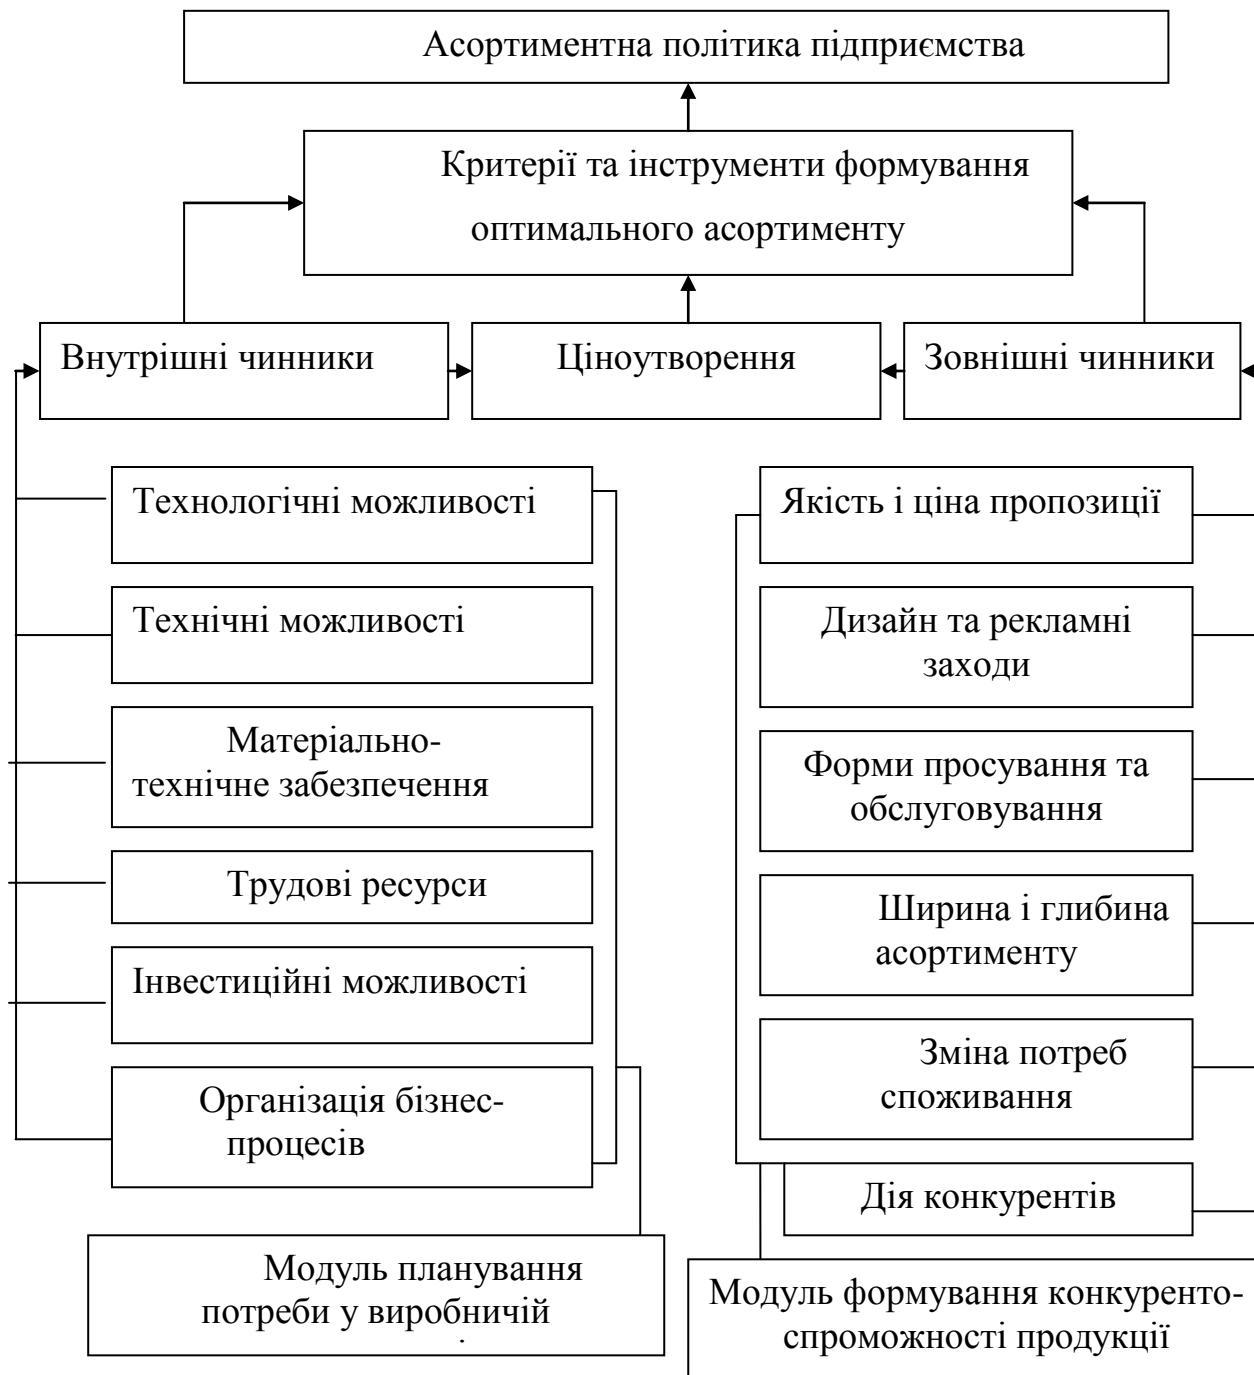 Асортиментна політика підприємства
Критерії та інструменти формування
оптимального асортименту
Внутрішні чинники
Ціноутворення
Зовнішні чинники
Технологічні можливості
Технічні можливості
Матеріально-
технічне забезпечення
Трудові ресурси
Інвестиційні можливості
Організація бізнес-
процесів
Модуль планування
потреби у виробничій
Якість і ціна пропозиції
Дизайн та рекламні
заходи
Форми просування та
обслуговування
Ширина і глибина
асортименту
Зміна потреб
споживання
Дія конкурентів
Модуль формування конкуренто-
спроможності продукції